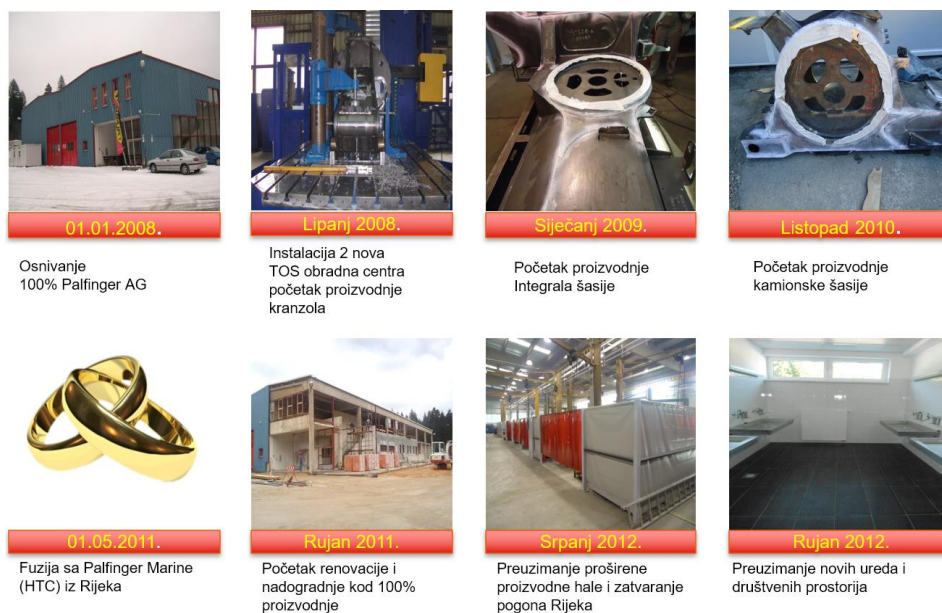 01.01.2008.
Osnivanje
100% Palfinger AG
Lipanj 2008.
Instalacija 2 nova
TOS obradna centra
početak proizvodnje
kranzola
Siječanj 2009.
Početak proizvodnje
Integrala šasije
Listopad 2010.
Početak proizvodnje
kamionske šasije
01.05.2011.
Fuzija sa Palfinger Marine
(HTC) iz Rijeka
Rujan 2011.
Početak renovacije i
nadogradnje kod 100%
proizvodnje
Srpanj 2012.
Preuzimanje proširene
proizvodne hale i zatvaranje
pogona Rijeka
Rujan 2012.
Preuzimanje novih ureda i
društvenih prostorija